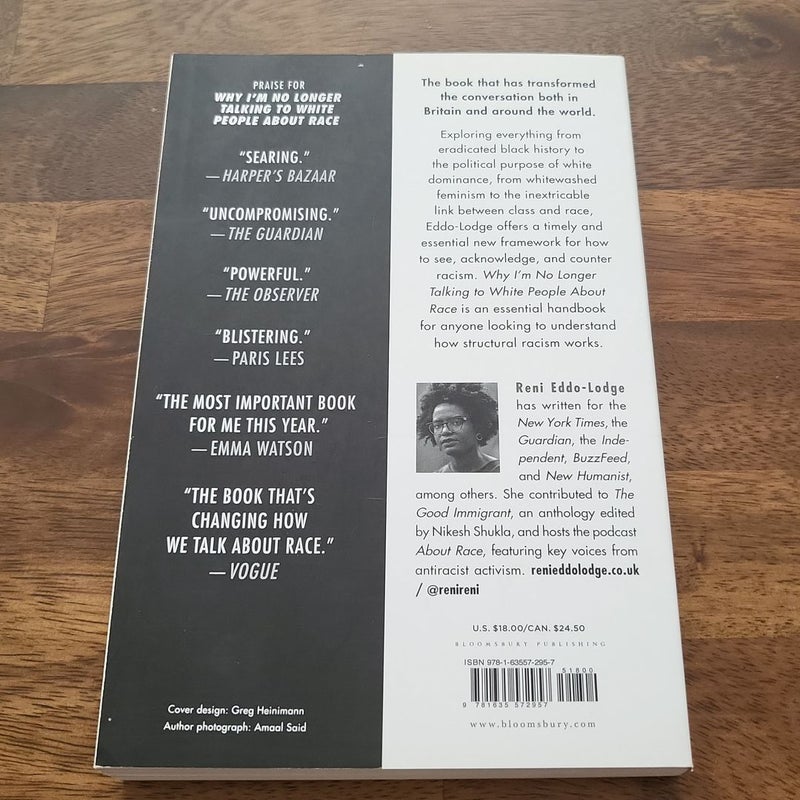 PRAISE FOR
WHY I'M NO LONGER
TALKING TO WHITE
PEOPLE ABOUT RACE
“SEARING.”
—HARPER'S BAZAAR
“UNCOMPROMISING.”
—THE GUARDIAN
“POWERFUL.”
—THE OBSERVER
“BLISTERING.”
—PARIS LEES
“THE MOST IMPORTANT BOOK
FOR ME THIS YEAR.”
—EMMA WATSON
“THE BOOK THAT'S
CHANGING HOW
WE TALK ABOUT RACE.”
—VOGUE
Cover design: Greg Heinimann
Author photograph: Amaal Said
The book that has transformed
the conversation both in
Britain and around the world.
Exploring everything from
eradicated black history to
the political purpose of white
dominance, from whitewashed
feminism to the inextricable
link between class and race,
Eddo-Lodge offers a timely and
essential new framework for how
to see, acknowledge, and counter
racism. Why I'm No Longer
Talking to White People About
Race is an essential handbook
for anyone looking to understand
how structural racism works.
Reni Eddo-Lodge
has written for the
New York Times, the
Guardian, the Inde-
pendent, BuzzFeed,
and New Humanist,
among others. She contributed to The
Good Immigrant, an anthology edited
by Nikesh Shukla, and hosts the podcast
About Race, featuring key voices from
antiracist activism. renieddolodge.co.uk
/ @renireni
U.S. $18.00/CAN. $24.50
BLOOMSBURY PUBLISHING
ISBN 978-1-63557-295-7
51800
9 781635 572957
www.bloomsbury.com